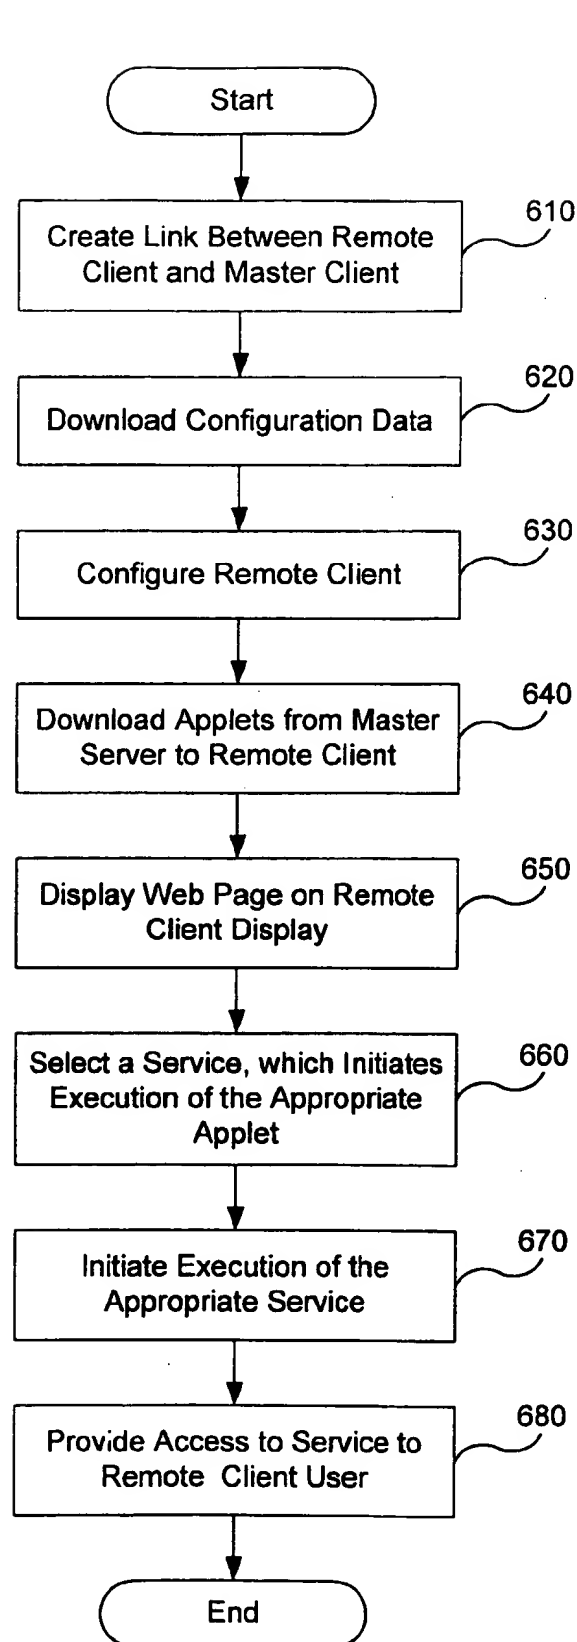 Start
610
Create Link Between Remote
Client and Master Client
620
Download Configuration Data
630
Configure Remote Client
640
Download Applets from Master
Server to Remote Client
650
Display Web Page on Remote
Client Display
660
Select a Service, which Initiates
Execution of the Appropriate
Applet
670
Initiate Execution of the
Appropriate Service
680
Provide Access to Service to
Remote Client User
End